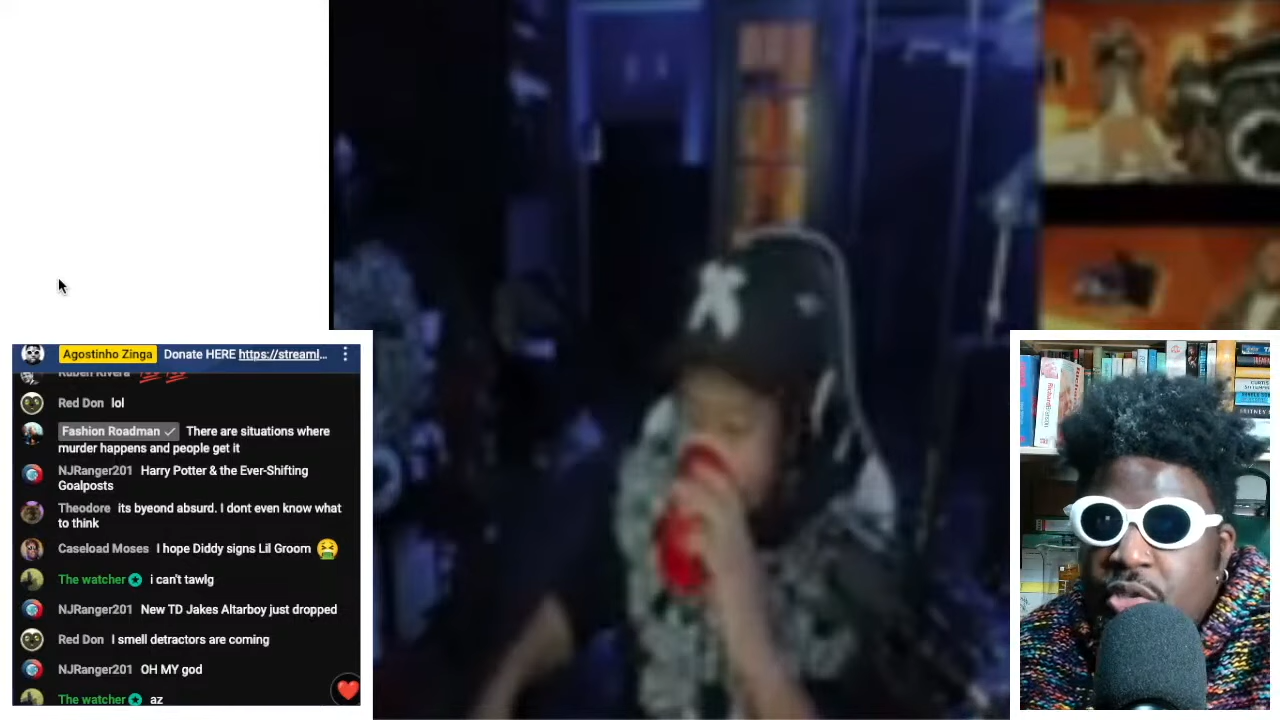 Agostinho Zinga Donate HERE https://streaml...
Ruben Rivera
Red Don lol
Fashion Roadman There are situations where
murder happens and people get it
NJRanger201 Harry Potter & the Ever-Shifting
Goalposts
Theodore its byeond absurd. I dont even know what
to think
Caseload Moses I hope Diddy signs Lil Groom 🤮
The watcher i can't tawlg
NJRanger201 New TD Jakes Altarboy just dropped
Red Don I smell detractors are coming
NJRanger201 OH MY god
The watcher az